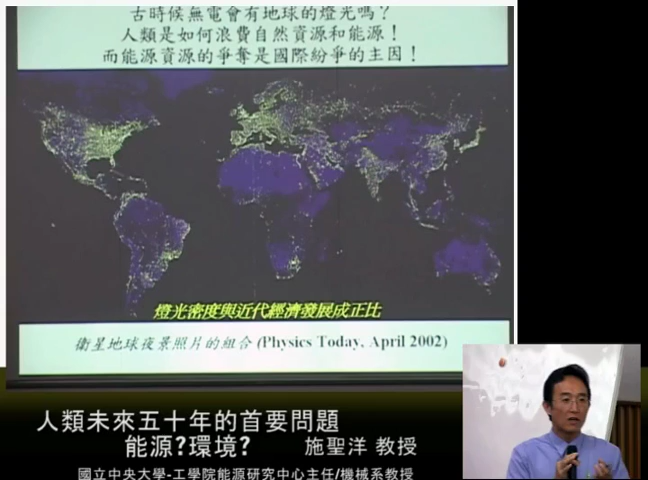 古時候無電會有地球的燈光嗎?
人類是如何浪費自然資源和能源!
而能源資源的爭奪是國際紛爭的主因!
燈光密度與近代經濟發展成正比
衛星地球夜景照片的組合 (Physics Today, April 2002)
人類未來五十年的首要問題
能源?環境? 施聖洋 教授
國立中央大學-工學院能源研究中心主任/機械系教授